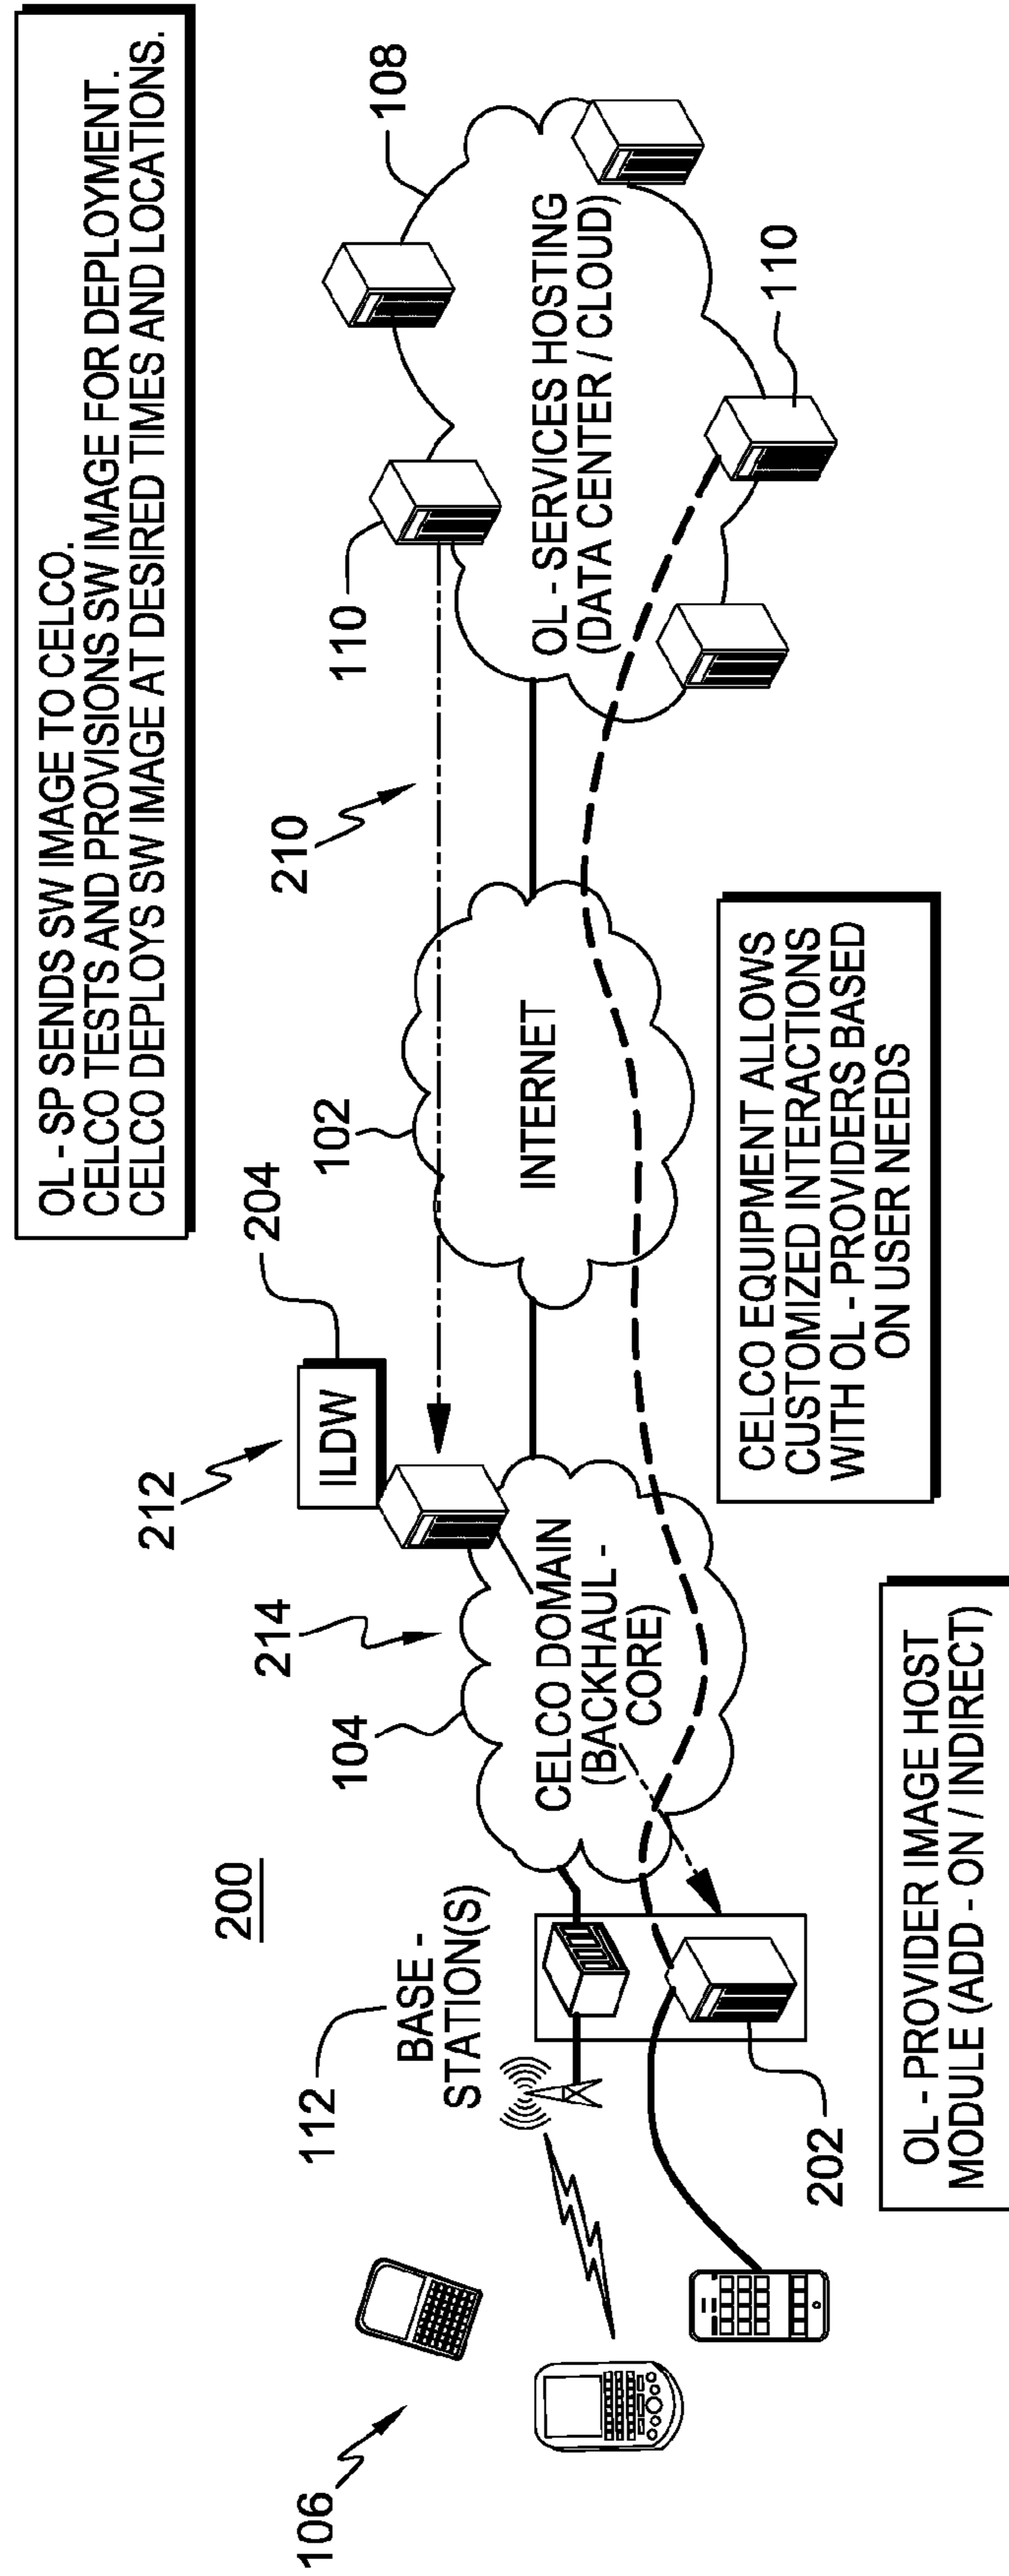 OL - SP SENDS SW IMAGE TO CELCO.
CELCO TESTS AND PROVISIONS SW IMAGE FOR DEPLOYMENT.
CELCO DEPLOYS SW IMAGE AT DESIRED TIMES AND LOCATIONS.
200
212
204
ILDW
214
104
102
210
110
108
106
112
BASE -
STATION(S)
CELCO DOMAIN
(BACKHAUL -
CORE)
INTERNET
OL - SERVICES HOSTING
(DATA CENTER / CLOUD)
110
202
CELCO EQUIPMENT ALLOWS
CUSTOMIZED INTERACTIONS
WITH OL - PROVIDERS BASED
ON USER NEEDS
OL - PROVIDER IMAGE HOST
MODULE (ADD - ON / INDIRECT)